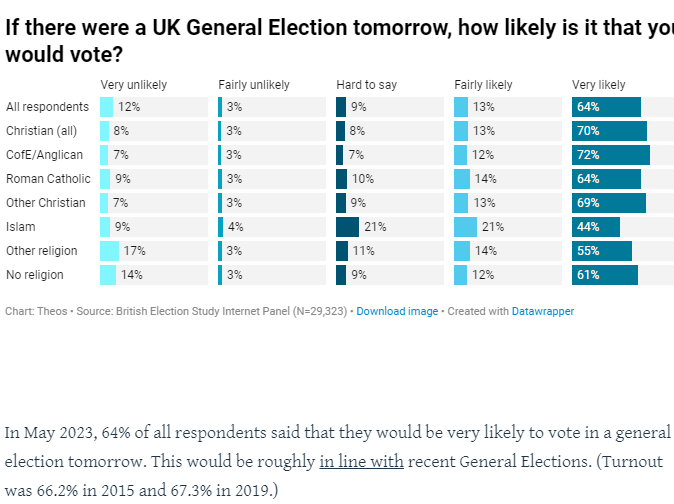 If there were a UK General Election tomorrow, how likely is it that you
would vote?
Very unlikely Fairly unlikely Hard to say Fairly likely Very likely
All respondents 12% 3% 9% 13% 64%
Christian (all) 8% 3% 8% 13% 70%
CofE/Anglican 7% 3% 7% 12% 72%
Roman Catholic 9% 3% 10% 14% 64%
Other Christian 7% 3% 9% 13% 69%
Islam 9% 4% 21% 21% 44%
Other religion 17% 3% 11% 14% 55%
No religion 14% 3% 9% 12% 61%
Chart: Theos • Source: British Election Study Internet Panel (N=29,323) • Download image • Created with Datawrapper
In May 2023, 64% of all respondents said that they would be very likely to vote in a general
election tomorrow. This would be roughly in line with recent General Elections. (Turnout
was 66.2% in 2015 and 67.3% in 2019.)